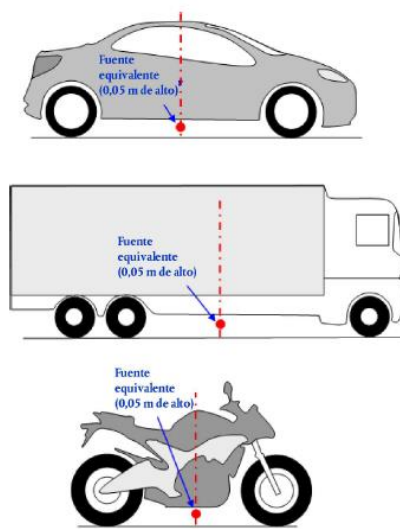 Fuente
equivalente
(0,05 m de alto)
Fuente
equivalente
(0,05 m de alto)
Fuente
equivalente
(0,05 m de alto)